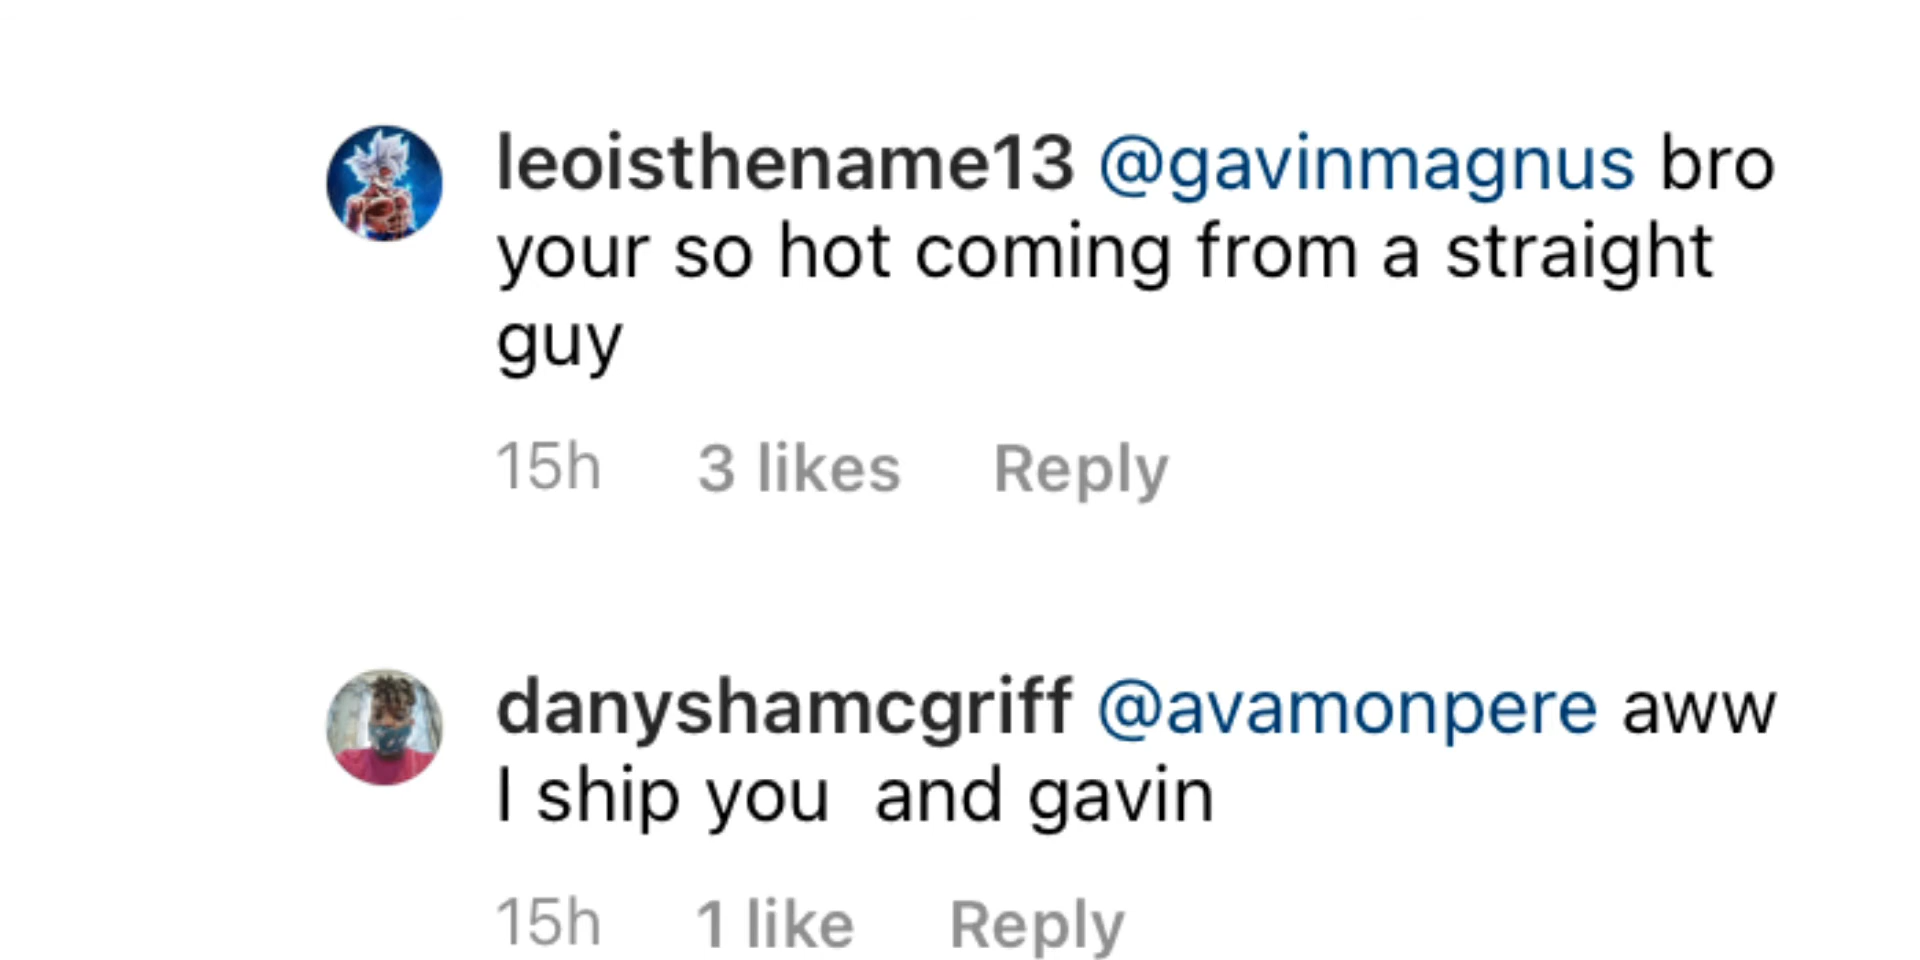 leoisthename13 @gavinmagnus bro
your so hot coming from a straight
guy
15h 3 likes Reply
danyshamcgriff @avamonpere aww
I ship you  and gavin
15h 1 like Reply